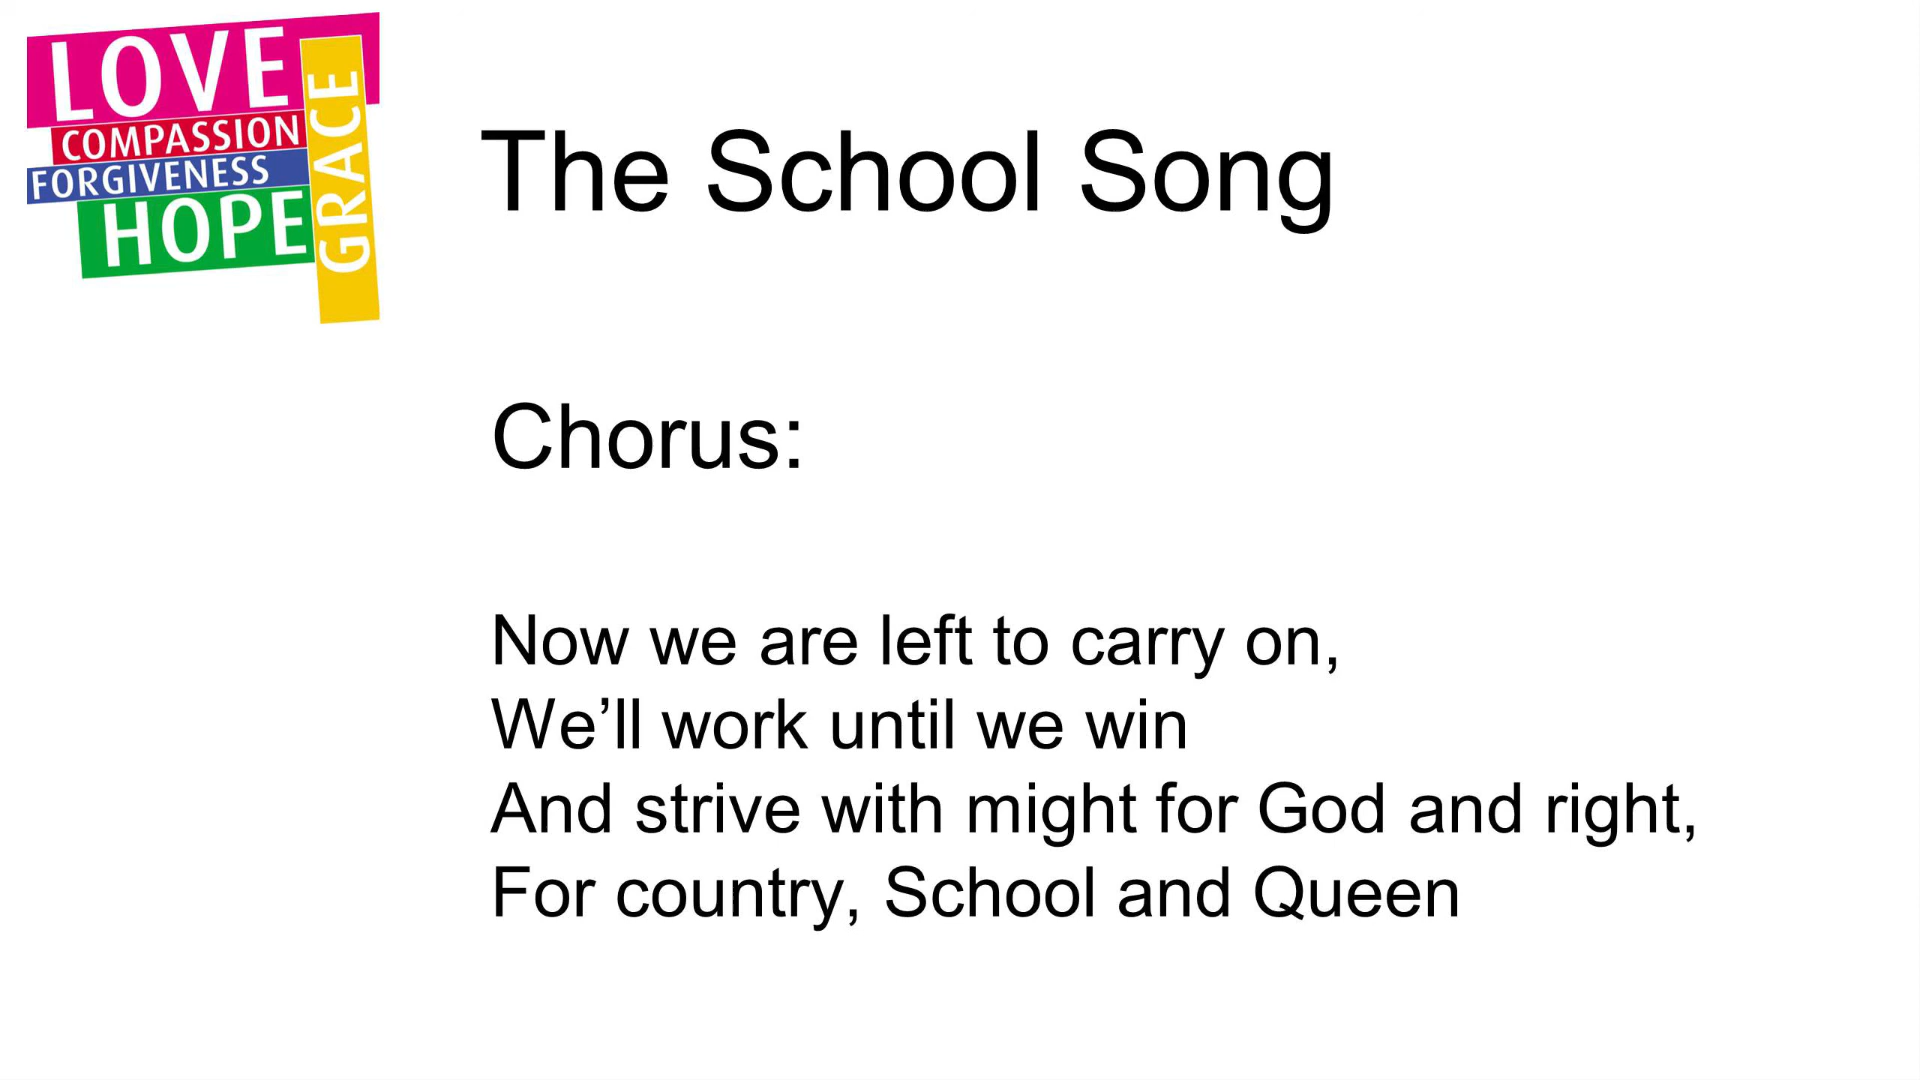 LOVE
COMPASSION
FORGIVENESS
HOPE
GRACE
The School Song
Chorus:
Now we are left to carry on,
We’ll work until we win
And strive with might for God and right,
For country, School and Queen